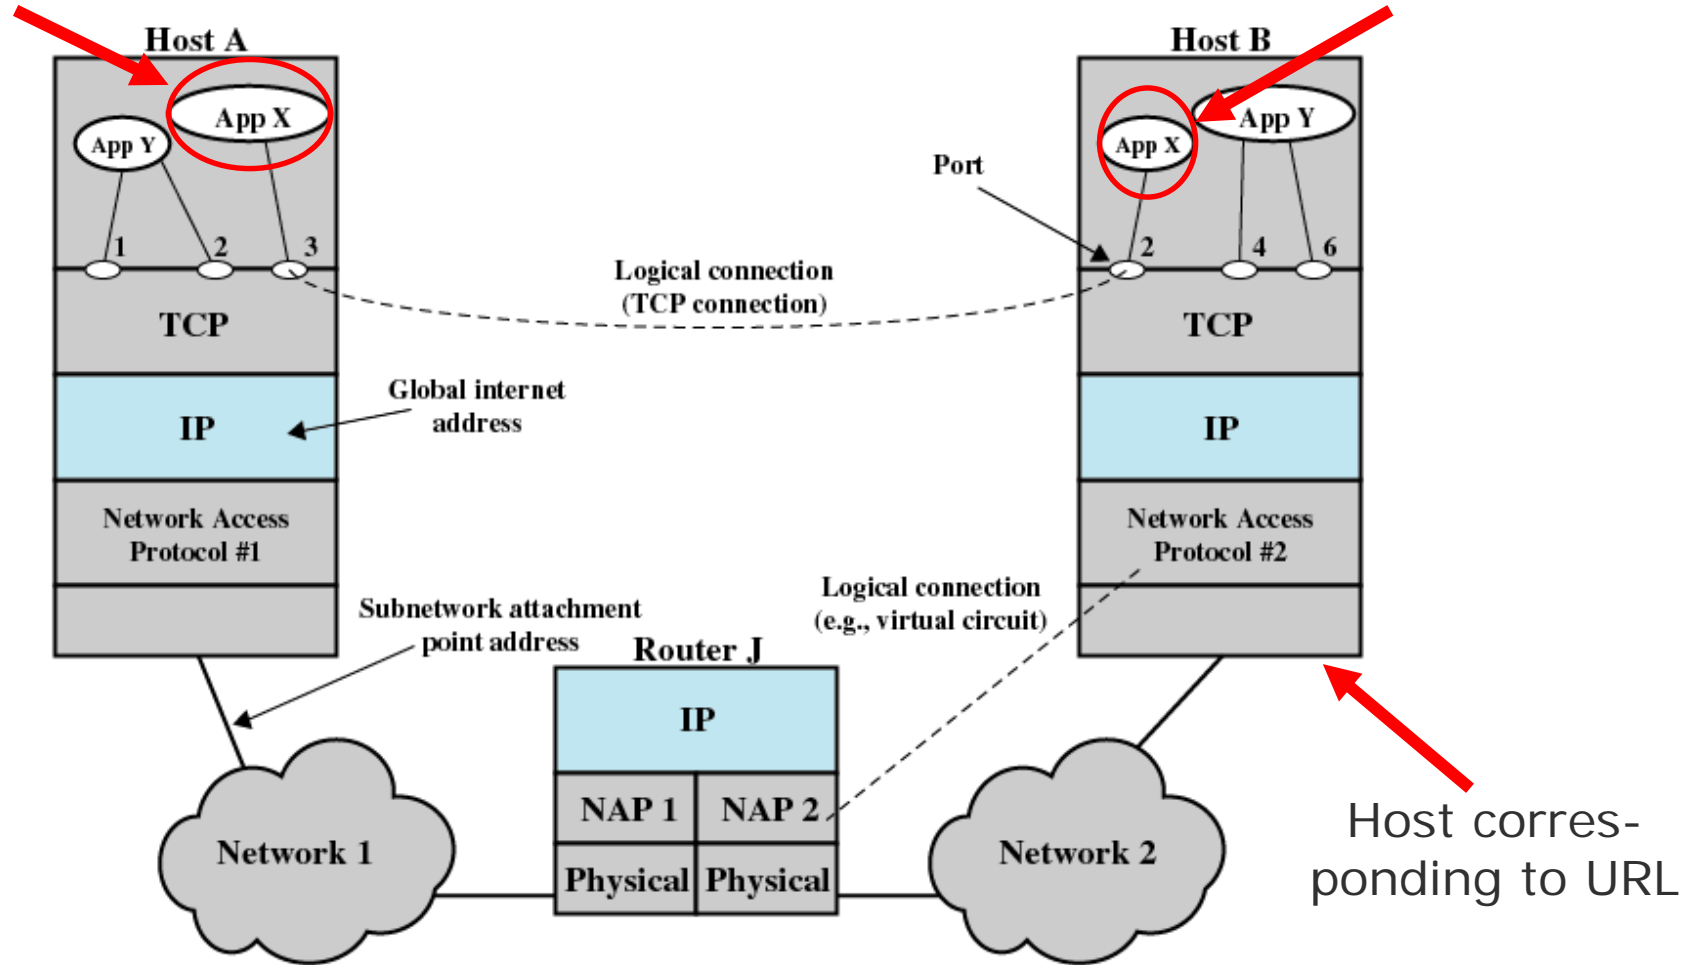 Host A
App X
App Y
1
2
3
TCP
IP
Network Access
Protocol #1
Host B
App X
App Y
Port
2
4
6
TCP
IP
Network Access
Protocol #2
Logical connection
(TCP connection)
Global internet
address
Subnetwork attachment
point address
Logical connection
(e.g., virtual circuit)
Router J
IP
NAP 1
NAP 2
Physical
Physical
Network 1
Network 2
Host corres-
ponding to URL